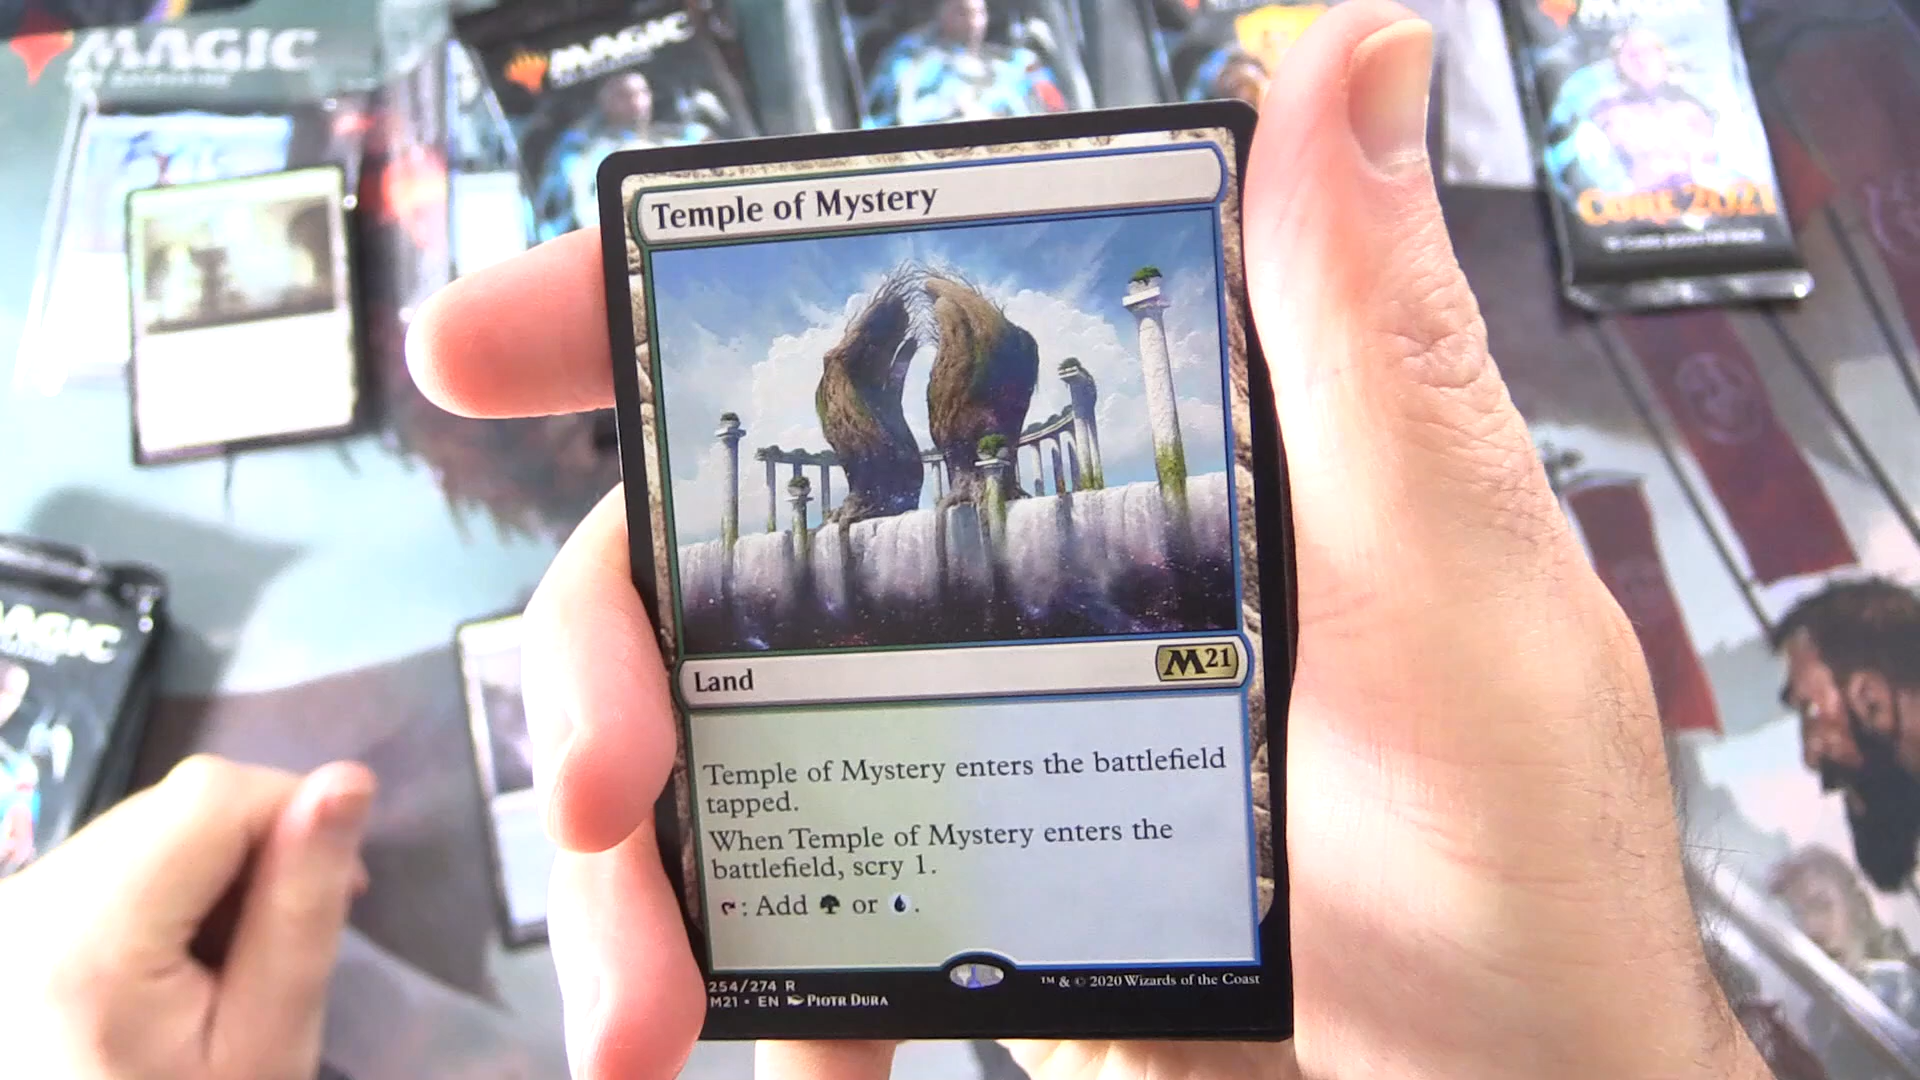 MAGIC
MAGIC
CORE 2021
MAGIC
Temple of Mystery
Land
M21
Temple of Mystery enters the battlefield
tapped.
When Temple of Mystery enters the
battlefield, scry 1.
: Add or .
254/274 R
M21 • EN PIOTR DURA
™ & © 2020 Wizards of the Coast